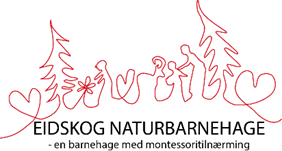 EIDSKOG NATURBARNEHAGE
- en barnehage med montessoritilnærming